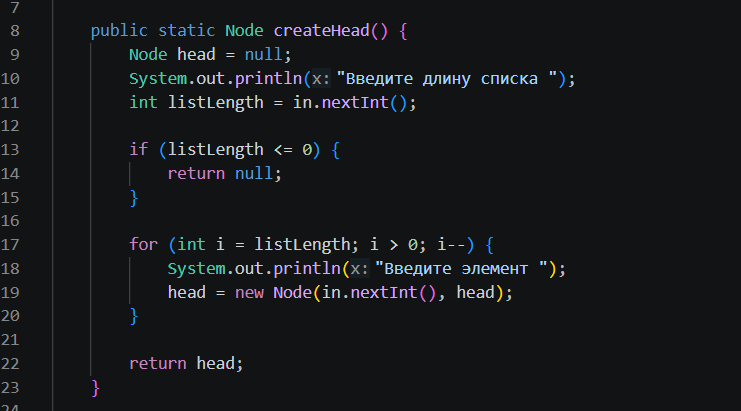 7
8 public static Node createHead() {
9 Node head = null;
10 System.out.println(x: "Введите длину списка ");
11 int listLength = in.nextInt();
12
13 if (listLength <= 0) {
14 return null;
15 }
16
17 for (int i = listLength; i > 0; i--) {
18 System.out.println(x: "Введите элемент ");
19 head = new Node(in.nextInt(), head);
20 }
21
22 return head;
23 }
24